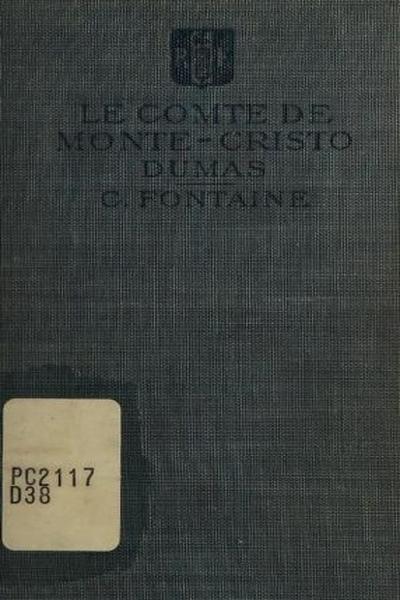 LE COMTE DE
MONTE-CRISTO
DUMAS
C. FONTAINE
PC2117
D38